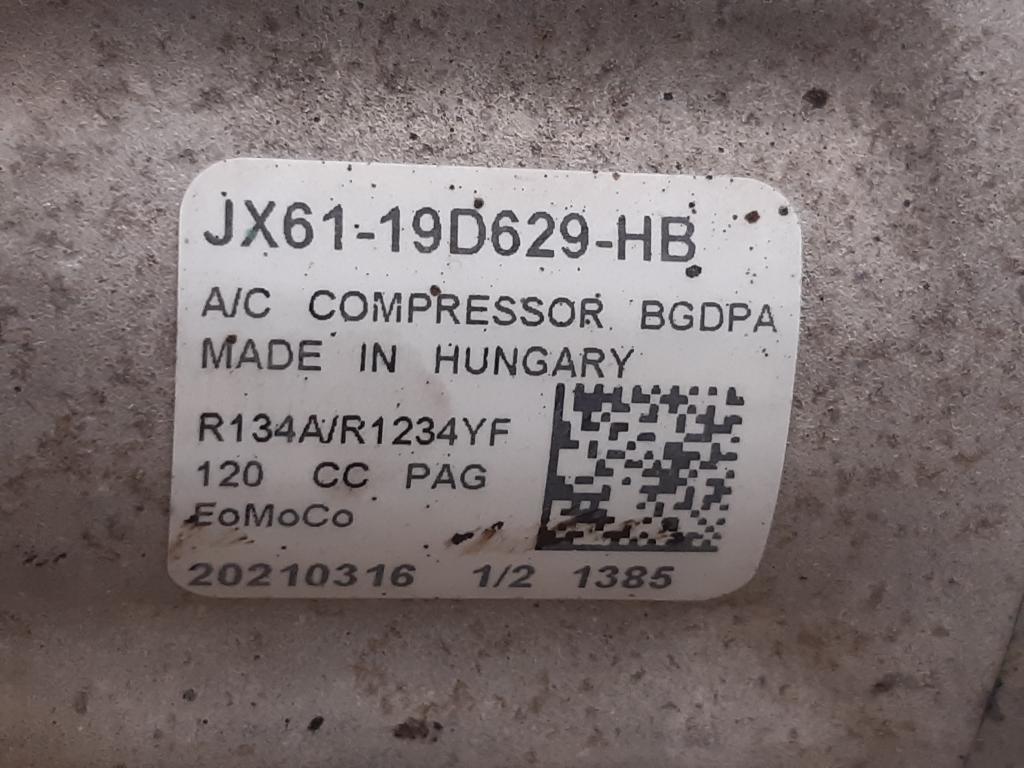 JX61-19D629-HB
A/C COMPRESSOR BGDPA
MADE IN HUNGARY
R134A/R1234YF
120 CC PAG
FoMoCo
20210316 1/2 1385